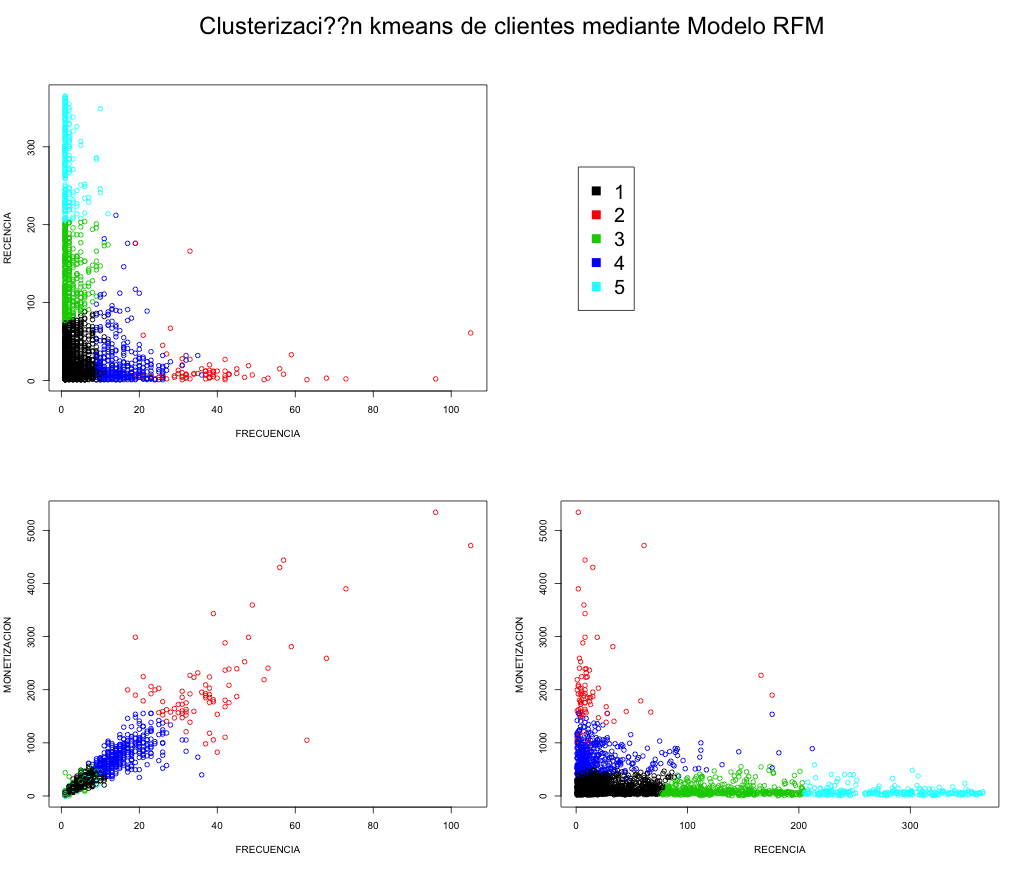 Clusterizaci??n kmeans de clientes mediante Modelo RFM
RECENCIA
300
200
100
0
0 20 40 60 80 100
FRECUENCIA
1
2
3
4
5
MONETIZACION
5000
4000
3000
2000
1000
0
0 20 40 60 80 100
FRECUENCIA
MONETIZACION
5000
4000
3000
2000
1000
0
0 100 200 300
RECENCIA